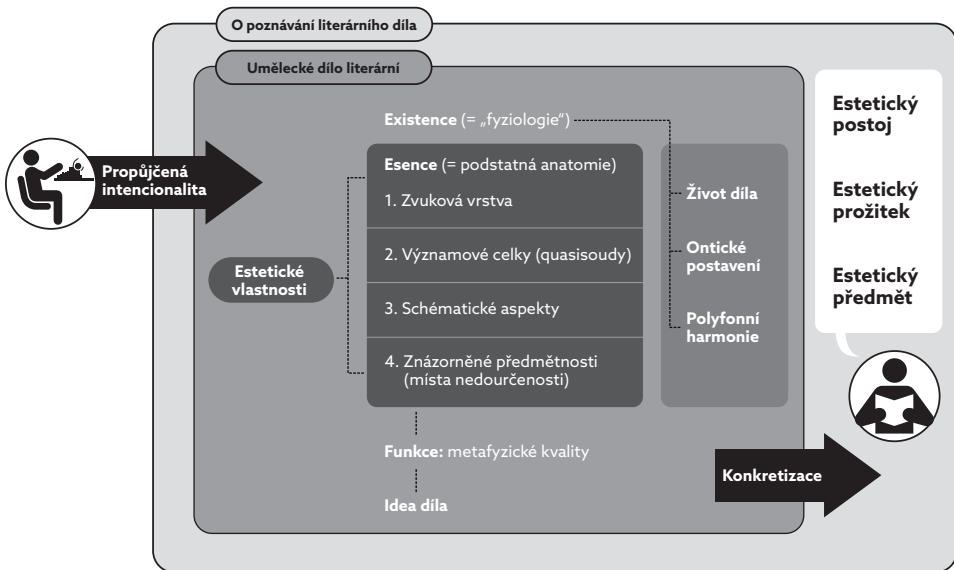 O poznávání literárního díla
Umělecké dílo literární
Propůjčená
intencionalita
Existence (= „fyziologie“)
Esence (= podstatná anatomie)
1. Zvuková vrstva
2. Významové celky (quasisoudy)
3. Schématické aspekty
4. Znázorněné předmětnosti
(místa nedourčenosti)
Estetické
vlastnosti
Život díla
Ontické
postavení
Polyfonní
harmonie
Funkce: metafyzické kvality
Idea díla
Konkretizace
Estetický
postoj
Estetický
prožitek
Estetický
předmět